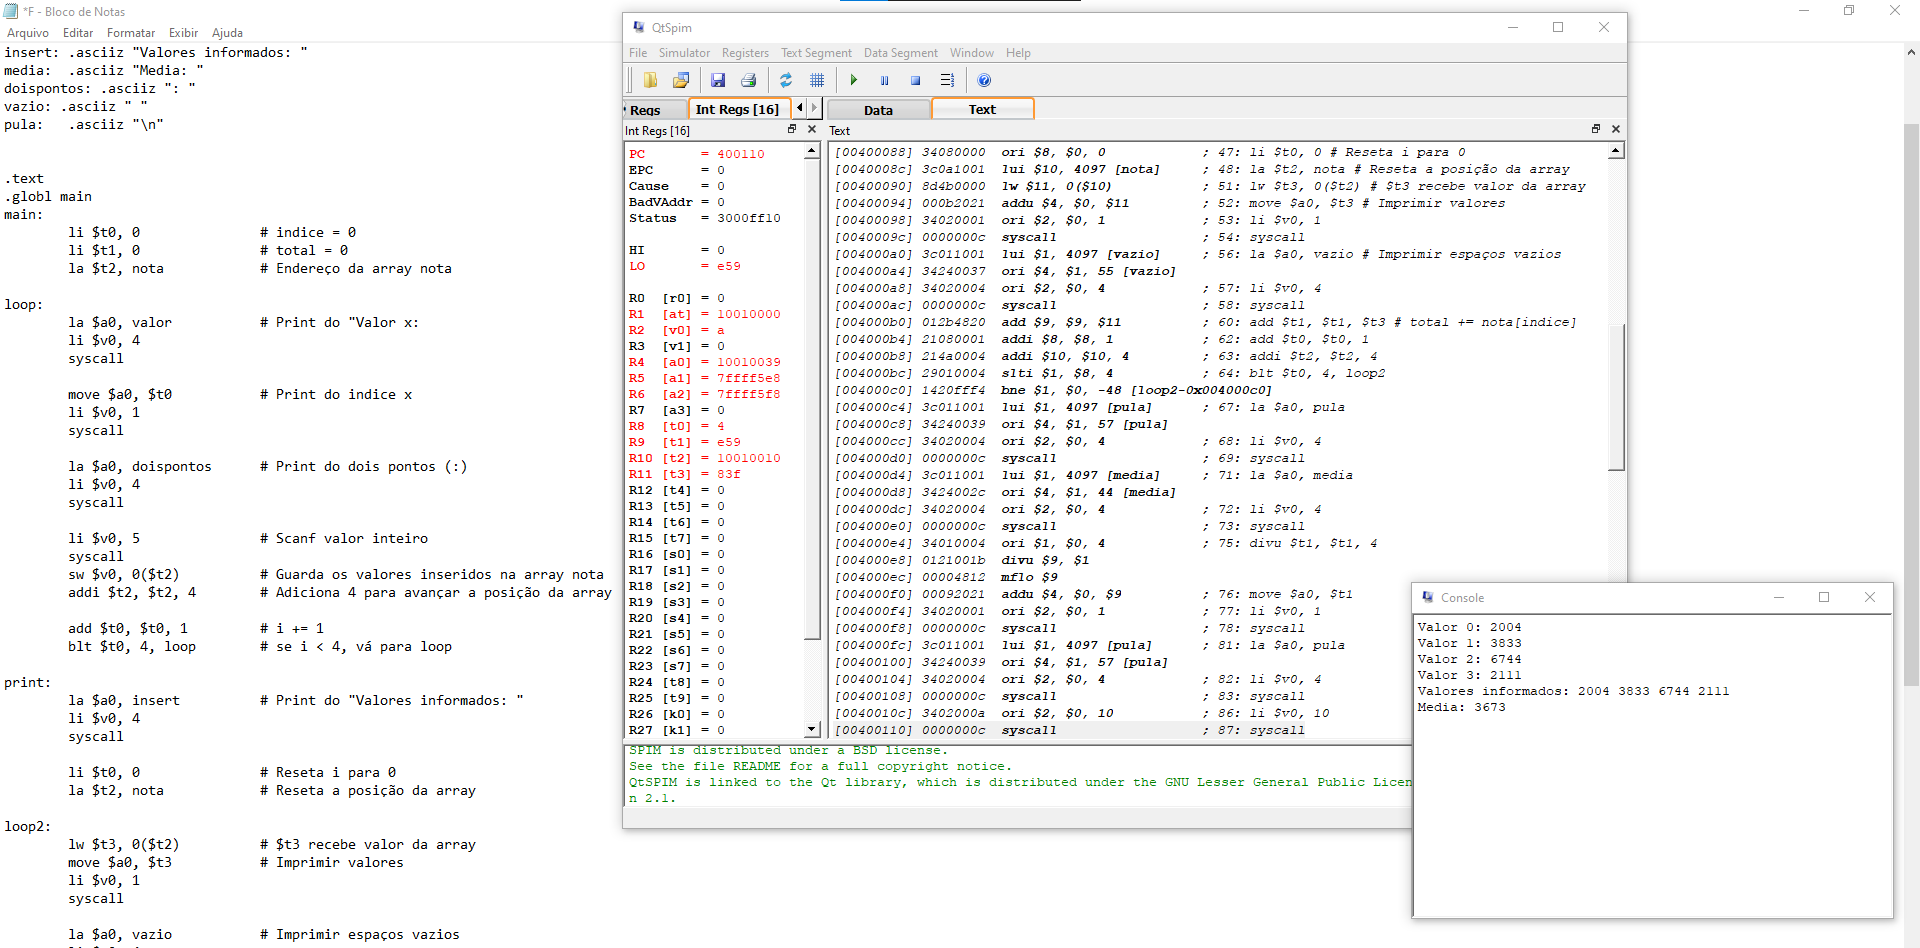 *F - Bloco de Notas
Arquivo Editar Formatar Exibir Ajuda
insert: .asciiz "Valores informados: "
media:  .asciiz "Media: "
doispontos: .asciiz ": "
vazio: .asciiz " "
pula:   .asciiz "\n"
.text
.globl main
main:
li $t0, 0 # indice = 0
li $t1, 0 # total = 0
la $t2, nota # Endereço da array nota
loop:
la $a0, valor # Print do "Valor x:
li $v0, 4
syscall
move $a0, $t0 # Print do indice x
li $v0, 1
syscall
la $a0, doispontos # Print do dois pontos (:)
li $v0, 4
syscall
li $v0, 5 # Scanf valor inteiro
syscall
sw $v0, 0($t2) # Guarda os valores inseridos na array nota
addi $t2, $t2, 4 # Adiciona 4 para avançar a posição da array
add $t0, $t0, 1 # i += 1
blt $t0, 4, loop # se i < 4, vá para loop
print:
la $a0, insert # Print do "Valores informados: "
li $v0, 4
syscall
li $t0, 0 # Reseta i para 0
la $t2, nota # Reseta a posição da array
loop2:
lw $t3, 0($t2) # $t3 recebe valor da array
move $a0, $t3 # Imprimir valores
li $v0, 1
syscall
la $a0, vazio # Imprimir espaços vazios
QtSpim
File Simulator Registers Text Segment Data Segment Window Help
Regs Int Regs [16] Data Text
Int Regs [16]
PC = 400110
EPC = 0
Cause = 0
BadVAddr = 0
Status = 3000ff10
HI = 0
LO = e59
R0 [r0] = 0
R1 [at] = 10010000
R2 [v0] = a
R3 [v1] = 0
R4 [a0] = 10010039
R5 [a1] = 7ffff5e8
R6 [a2] = 7ffff5f8
R7 [a3] = 0
R8 [t0] = 4
R9 [t1] = e59
R10 [t2] = 10010010
R11 [t3] = 83f
R12 [t4] = 0
R13 [t5] = 0
R14 [t6] = 0
R15 [t7] = 0
R16 [s0] = 0
R17 [s1] = 0
R18 [s2] = 0
R19 [s3] = 0
R20 [s4] = 0
R21 [s5] = 0
R22 [s6] = 0
R23 [s7] = 0
R24 [t8] = 0
R25 [t9] = 0
R26 [k0] = 0
R27 [k1] = 0
Text
[00400088] 34080000 ori $8, $0, 0 ; 47: li $t0, 0 # Reseta i para 0
[0040008c] 3c0a1001 lui $10, 4097 [nota] ; 48: la $t2, nota # Reseta a posição da array
[00400090] 8d4b0000 lw $11, 0($10) ; 51: lw $t3, 0($t2) # $t3 recebe valor da array
[00400094] 000b2021 addu $4, $0, $11 ; 52: move $a0, $t3 # Imprimir valores
[00400098] 34020001 ori $2, $0, 1 ; 53: li $v0, 1
[0040009c] 0000000c syscall ; 54: syscall
[004000a0] 3c011001 lui $1, 4097 [vazio] ; 56: la $a0, vazio # Imprimir espaços vazios
[004000a4] 34240037 ori $4, $1, 55 [vazio]
[004000a8] 34020004 ori $2, $0, 4 ; 57: li $v0, 4
[004000ac] 0000000c syscall ; 58: syscall
[004000b0] 012b4820 add $9, $9, $11 ; 60: add $t1, $t1, $t3 # total += nota[indice]
[004000b4] 21080001 addi $8, $8, 1 ; 62: add $t0, $t0, 1
[004000b8] 214a0004 addi $10, $10, 4 ; 63: addi $t2, $t2, 4
[004000bc] 29010004 slti $1, $8, 4 ; 64: blt $t0, 4, loop2
[004000c0] 1420fff4 bne $1, $0, -48 [loop2-0x004000c0]
[004000c4] 3c011001 lui $1, 4097 [pula] ; 67: la $a0, pula
[004000c8] 34240039 ori $4, $1, 57 [pula]
[004000cc] 34020004 ori $2, $0, 4 ; 68: li $v0, 4
[004000d0] 0000000c syscall ; 69: syscall
[004000d4] 3c011001 lui $1, 4097 [media] ; 71: la $a0, media
[004000d8] 3424002c ori $4, $1, 44 [media]
[004000dc] 34020004 ori $2, $0, 4 ; 72: li $v0, 4
[004000e0] 0000000c syscall ; 73: syscall
[004000e4] 34010004 ori $1, $0, 4 ; 75: divu $t1, $t1, 4
[004000e8] 0121001b divu $9, $1
[004000ec] 00004812 mflo $9
[004000f0] 00092021 addu $4, $0, $9 ; 76: move $a0, $t1
[004000f4] 34020001 ori $2, $0, 1 ; 77: li $v0, 1
[004000f8] 0000000c syscall ; 78: syscall
[004000fc] 3c011001 lui $1, 4097 [pula] ; 81: la $a0, pula
[00400100] 34240039 ori $4, $1, 57 [pula]
[00400104] 34020004 ori $2, $0, 4 ; 82: li $v0, 4
[00400108] 0000000c syscall ; 83: syscall
[0040010c] 3402000a ori $2, $0, 10 ; 86: li $v0, 10
[00400110] 0000000c syscall ; 87: syscall
SPIM is distributed under a BSD license.
See the file README for a full copyright notice.
QtSPIM is linked to the Qt library, which is distributed under the GNU Lesser General Public Licen
n 2.1.
Console
Valor 0: 2004
Valor 1: 3833
Valor 2: 6744
Valor 3: 2111
Valores informados: 2004 3833 6744 2111
Media: 3673